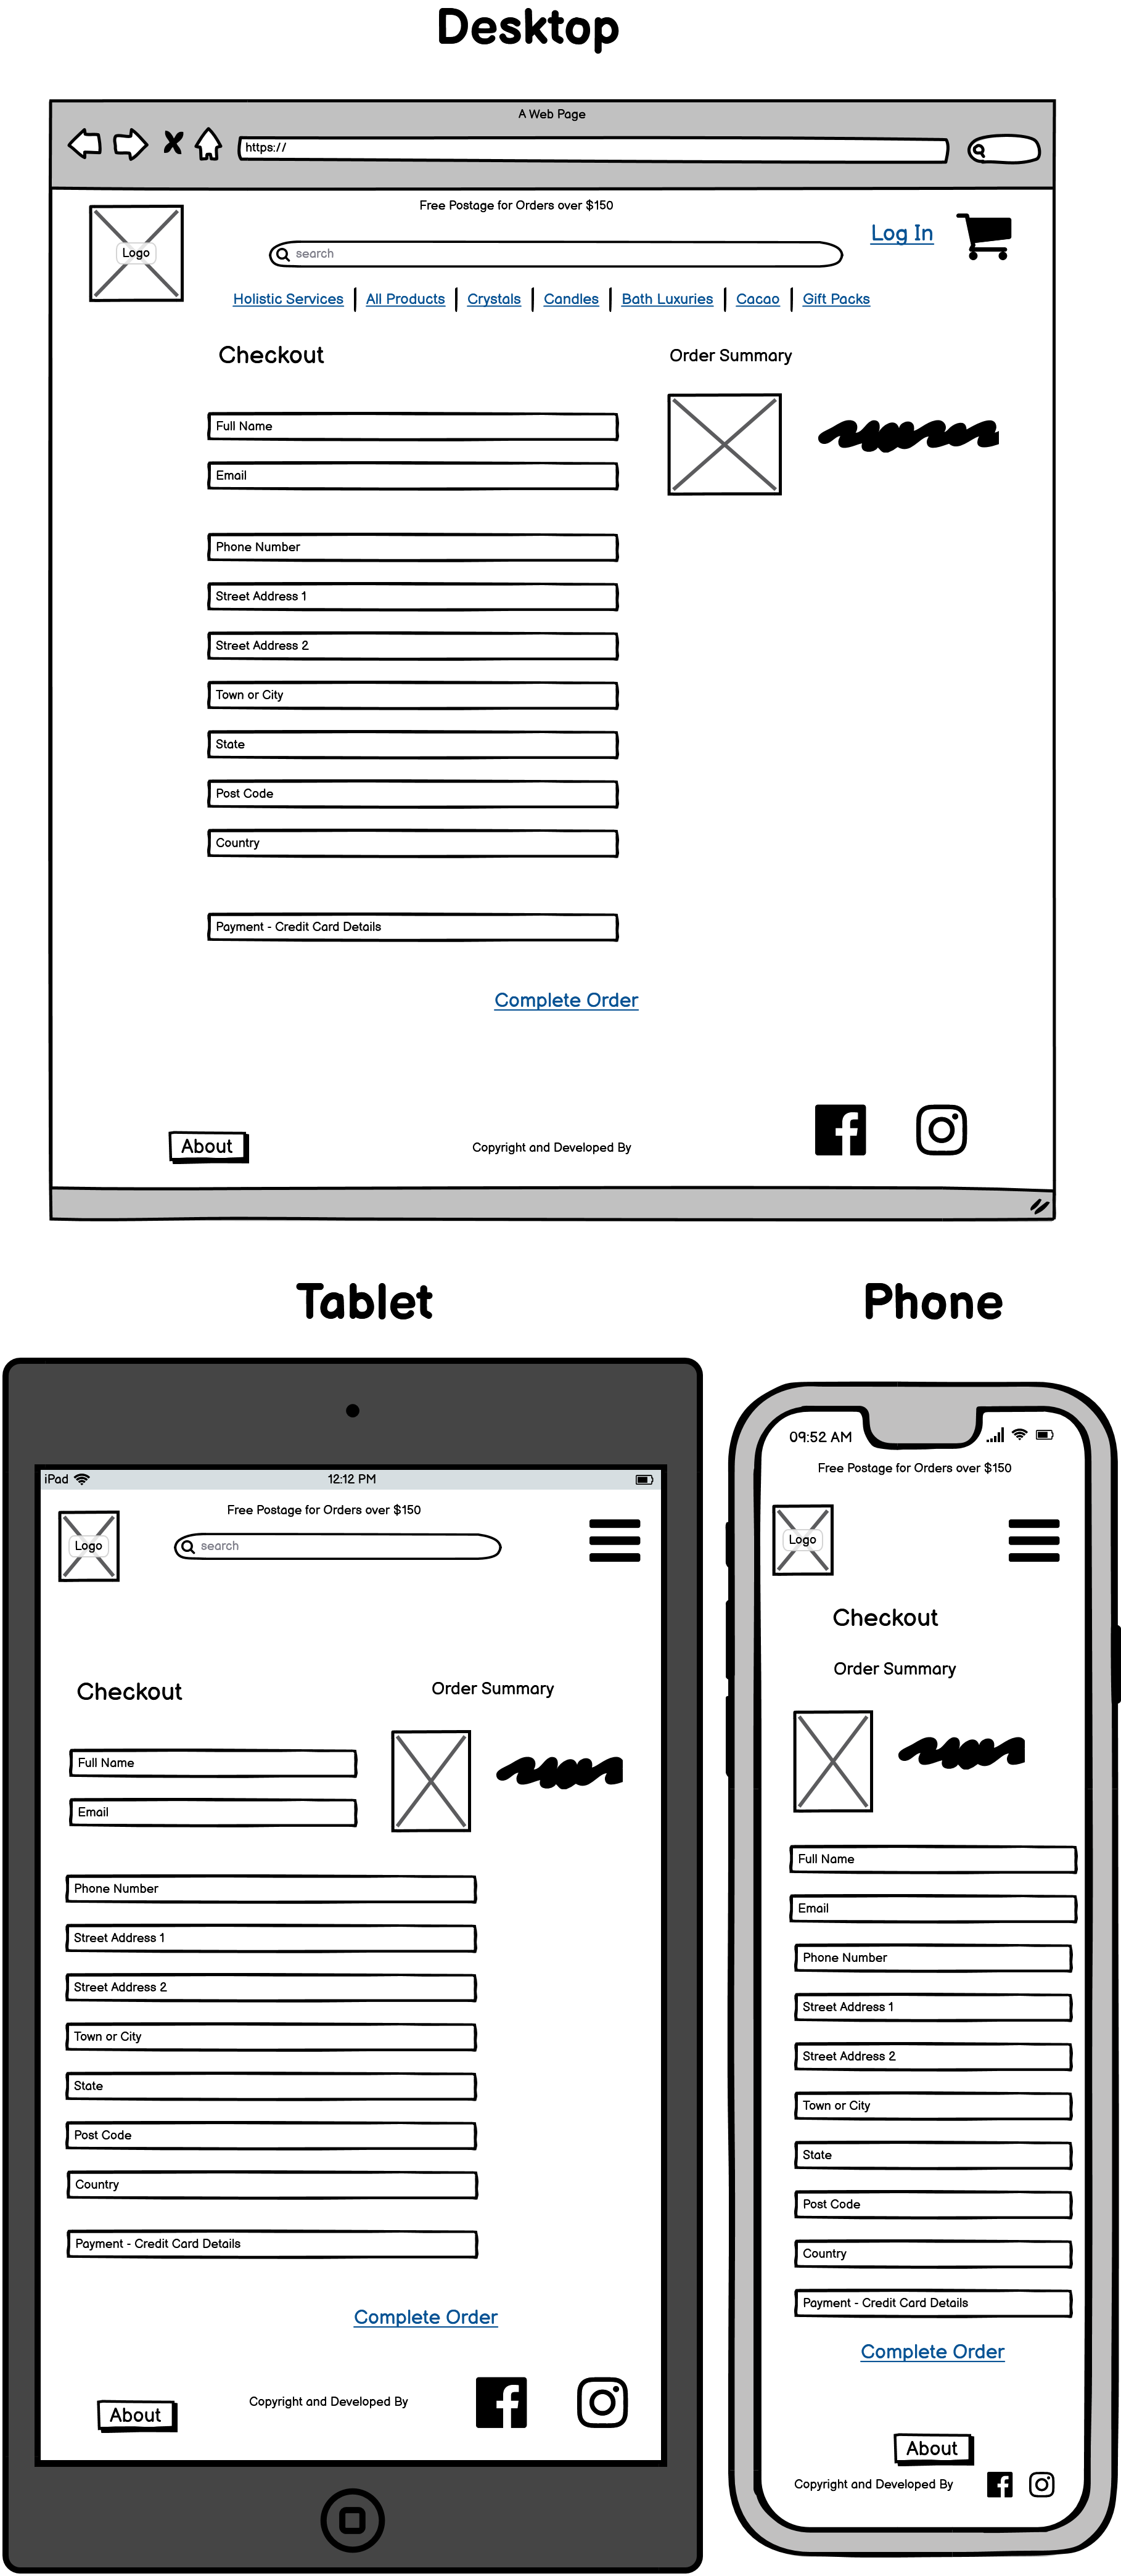 Desktop
A Web Page
https://
Free Postage for Orders over $150
Logo
search
Log In
Holistic Services | All Products | Crystals | Candles | Bath Luxuries | Cacao | Gift Packs
Checkout
Order Summary
Full Name
Email
Phone Number
Street Address 1
Street Address 2
Town or City
State
Post Code
Country
Payment - Credit Card Details
Complete Order
About
Copyright and Developed By
Tablet
iPad 12:12 PM
Free Postage for Orders over $150
Logo
search
Checkout
Order Summary
Full Name
Email
Phone Number
Street Address 1
Street Address 2
Town or City
State
Post Code
Country
Payment - Credit Card Details
Complete Order
About
Copyright and Developed By
Phone
09:52 AM
Free Postage for Orders over $150
Logo
Checkout
Order Summary
Full Name
Email
Phone Number
Street Address 1
Street Address 2
Town or City
State
Post Code
Country
Payment - Credit Card Details
Complete Order
About
Copyright and Developed By